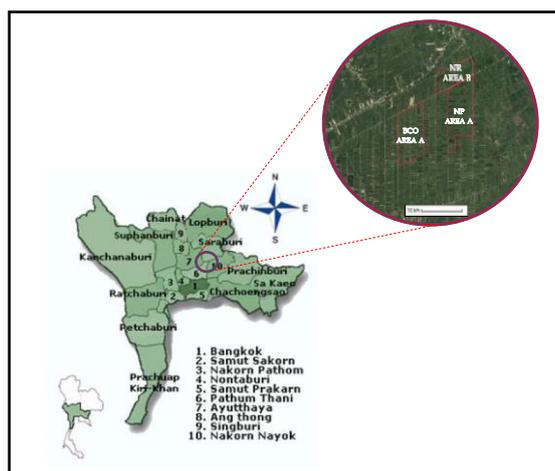 NR
AREA B
NP
AREA A
ECO
AREA A
N
W
E
S
Chainat
Lopburi
Suphanburi
9
8
Saraburi
Kanchanaburi
7
10
6
Prachinburi
Sa Kaeo
3
4
1
Ratchaburi
2
5
Chachoengsao
Petchaburi
Prachuap
Kiri-Khan
1. Bangkok
2. Samut Sakorn
3. Nakorn Pathom
4. Nontaburi
5. Samut Prakarn
6. Pathum Thani
7. Ayutthaya
8. Ang thong
9. Singburi
10. Nakorn Nayok